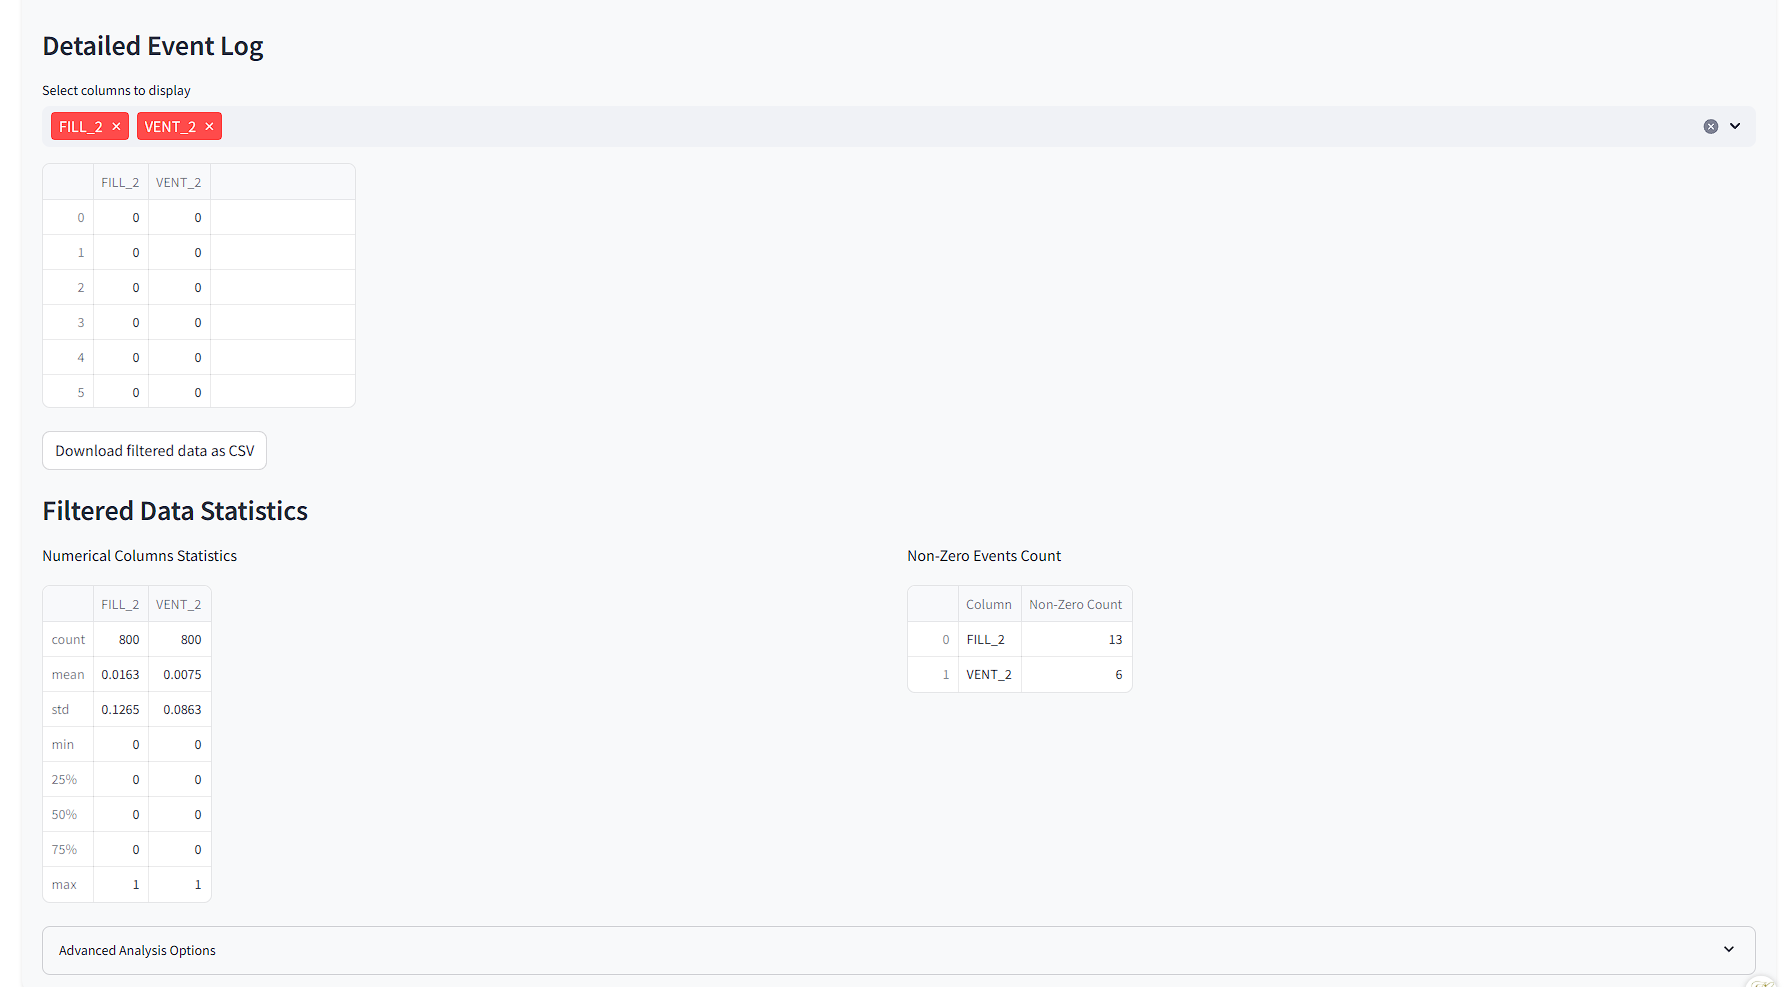 Detailed Event Log
Select columns to display
FILL_2 × VENT_2 ×
FILL_2 VENT_2
0 0 0
1 0 0
2 0 0
3 0 0
4 0 0
5 0 0
Download filtered data as CSV
Filtered Data Statistics
Numerical Columns Statistics
FILL_2 VENT_2
count 800 800
mean 0.0163 0.0075
std 0.1265 0.0863
min 0 0
25% 0 0
50% 0 0
75% 0 0
max 1 1
Non-Zero Events Count
Column Non-Zero Count
0 FILL_2 13
1 VENT_2 6
Advanced Analysis Options